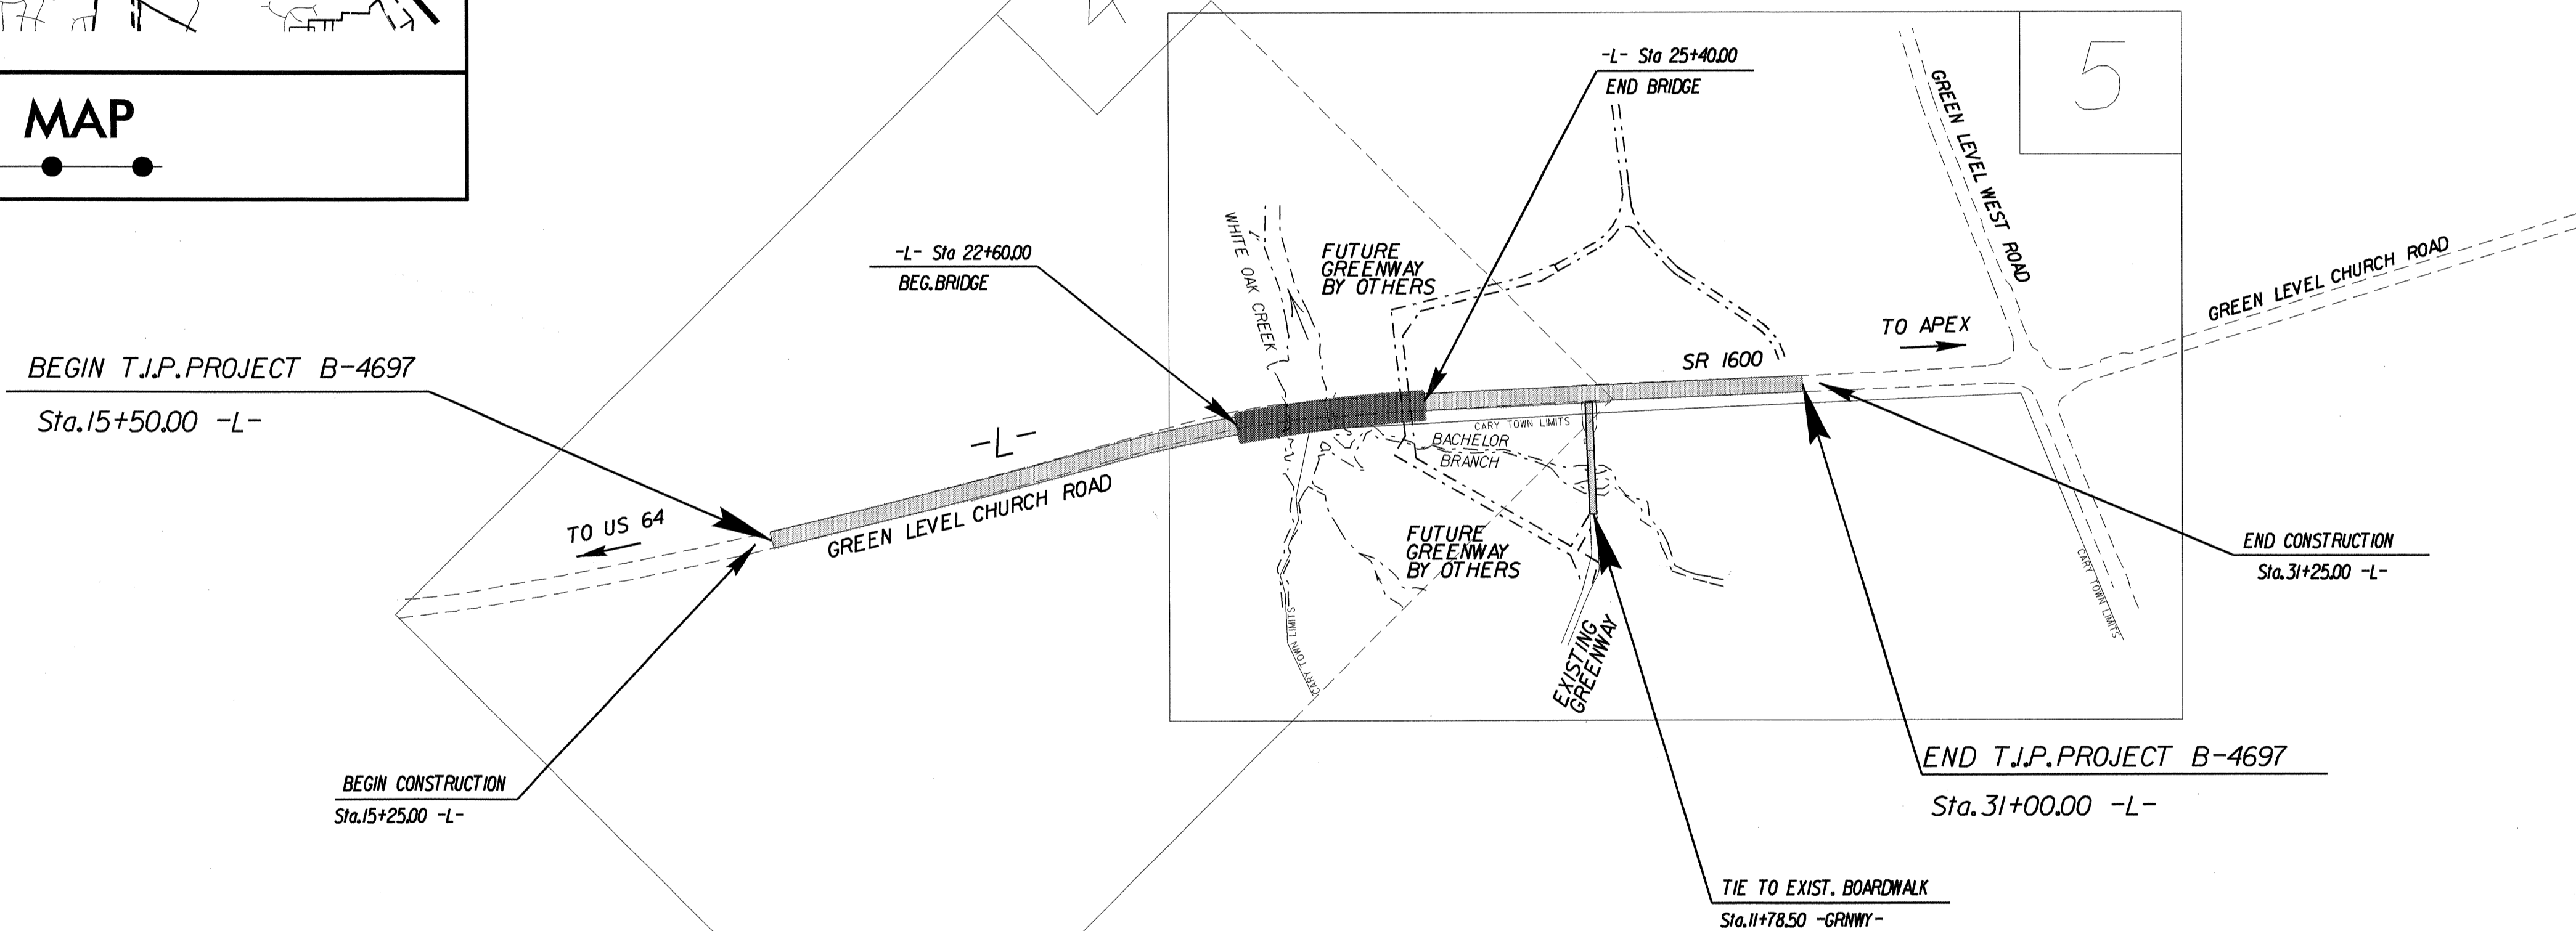 MAP
5
-L- Sta 25+40.00
END BRIDGE
GREEN LEVEL WEST ROAD
WHITE OAK CREEK
FUTURE
GREENWAY
BY OTHERS
-L- Sta 22+60.00
BEG. BRIDGE
GREEN LEVEL CHURCH ROAD
TO APEX
SR 1600
BEGIN T.I.P. PROJECT B-4697
Sta. 15+50.00 -L-
-L-
CARY TOWN LIMITS
BACHELOR
BRANCH
TO US 64
GREEN LEVEL CHURCH ROAD
FUTURE
GREENWAY
BY OTHERS
END CONSTRUCTION
Sta. 31+25.00 -L-
CARY TOWN LIMITS
CARY TOWN LIMITS
EXISTING
GREENWAY
BEGIN CONSTRUCTION
Sta. 15+25.00 -L-
END T.I.P. PROJECT B-4697
Sta. 31+00.00 -L-
TIE TO EXIST. BOARDWALK
Sta. 11+78.50 -GRNWY-